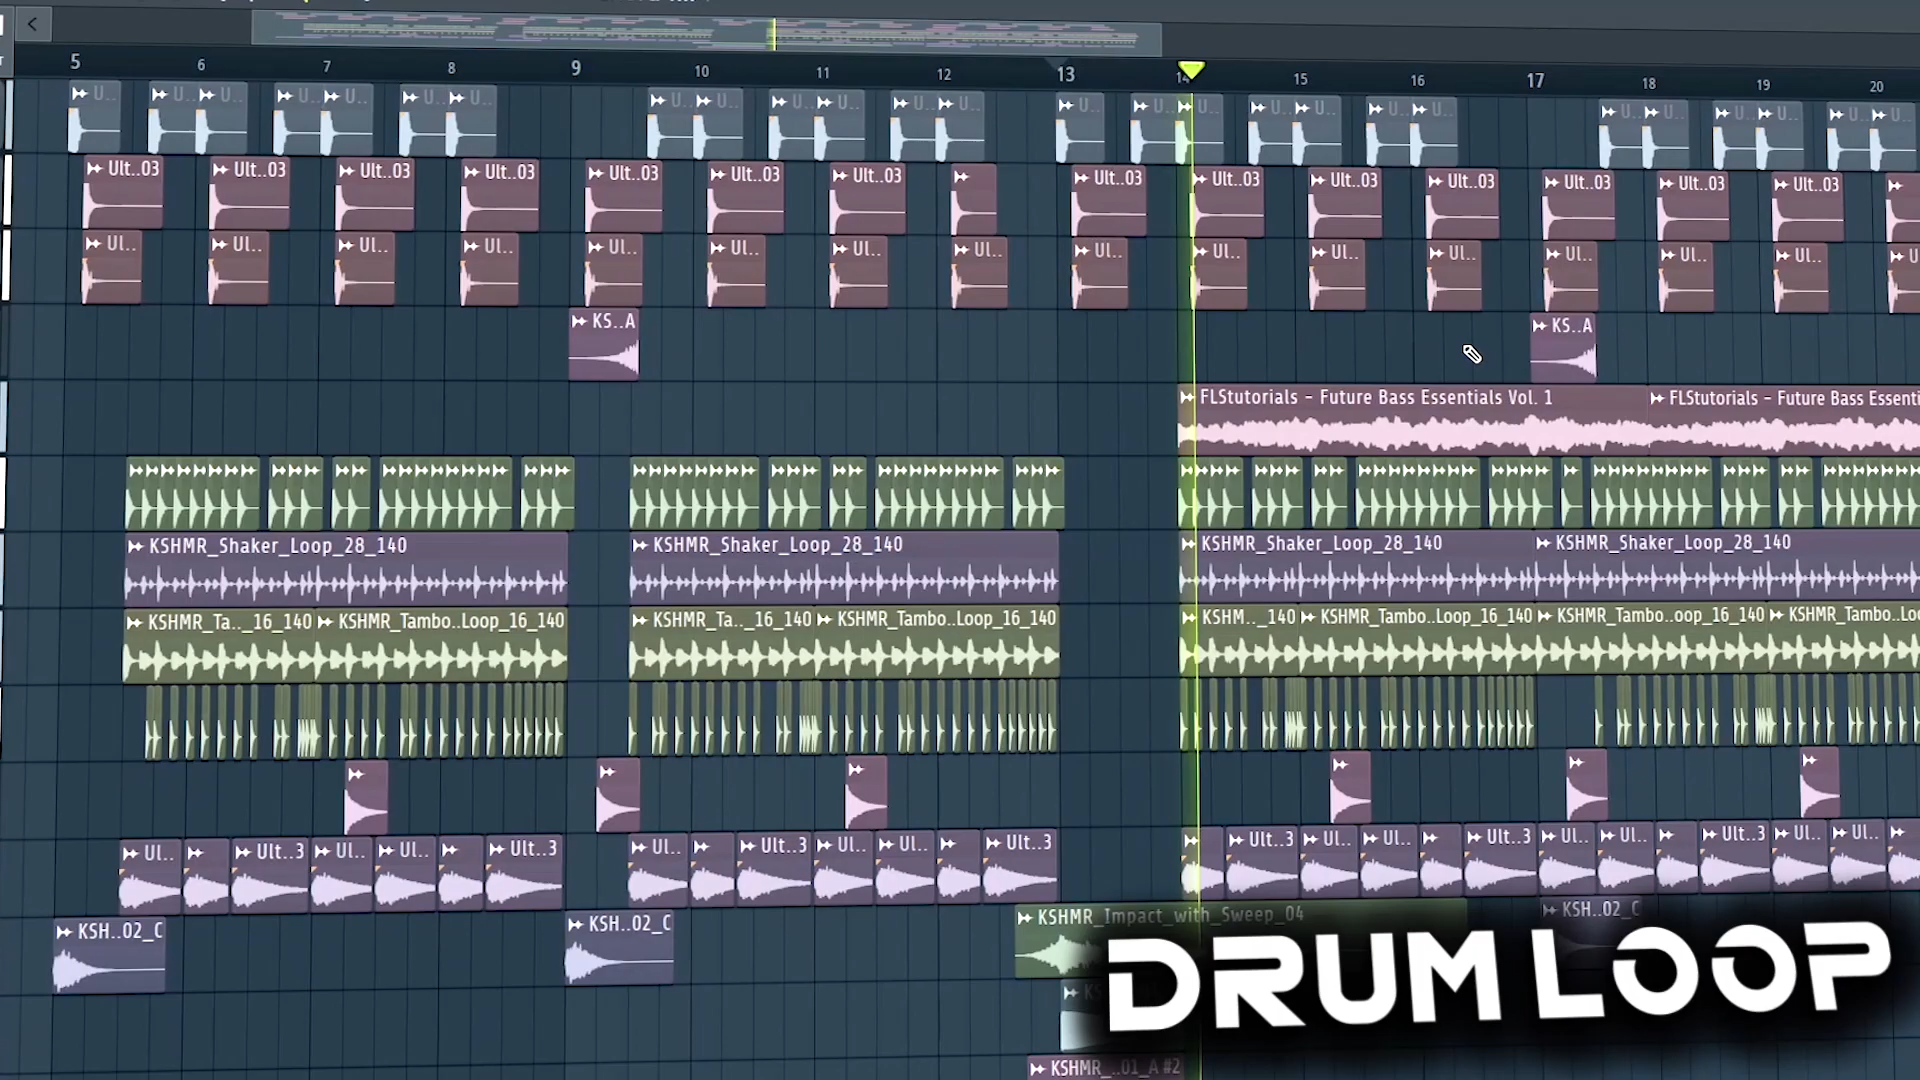 5 6 7 8 9 10 11 12 13 14 15 16 17 18 19 20
U.. U.. U.. U.. U.. U.. U.. U.. U.. U.. U.. U.. U.. U.. U.. U.. U.. U.. U.. U.. U.. U.. U.. U.. U.. U..
Ult..03 Ult..03 Ult..03 Ult..03 Ult..03 Ult..03 Ult..03 Ult..03 Ult..03 Ult..03 Ult..03 Ult..03 Ult..03 Ult..03
Ul.. Ul.. Ul.. Ul.. Ul.. Ul.. Ul.. Ul.. Ul.. Ul.. Ul.. Ul.. Ul.. Ul.. Ul.. U
KS..A KS..A
FLStutorials - Future Bass Essentials Vol. 1 FLStutorials - Future Bass Essenti
KSHMR_Shaker_Loop_28_140 KSHMR_Shaker_Loop_28_140 KSHMR_Shaker_Loop_28_140 KSHMR_Shaker_Loop_28_140
KSHMR_Ta.._16_140 KSHMR_Tambo..Loop_16_140 KSHMR_Ta.._16_140 KSHMR_Tambo..Loop_16_140 KSHM.._140 KSHMR_Tambo..Loop_16_140 KSHMR_Tambo..oop_16_140 KSHMR_Tambo..Lo
Ul.. Ult..3 Ul.. Ul.. Ult..3 Ul.. Ult..3 Ul.. Ul.. Ult..3 Ult..3 Ul.. Ul.. Ult..3 Ul.. Ul.. Ult..3 Ul.. Ul..
KSH..02_C KSH..02_C KSHMR_Impact_with_Sweep_04 KSH..02_C
KS
KSHMR_..01_A #2
DRUM LOOP